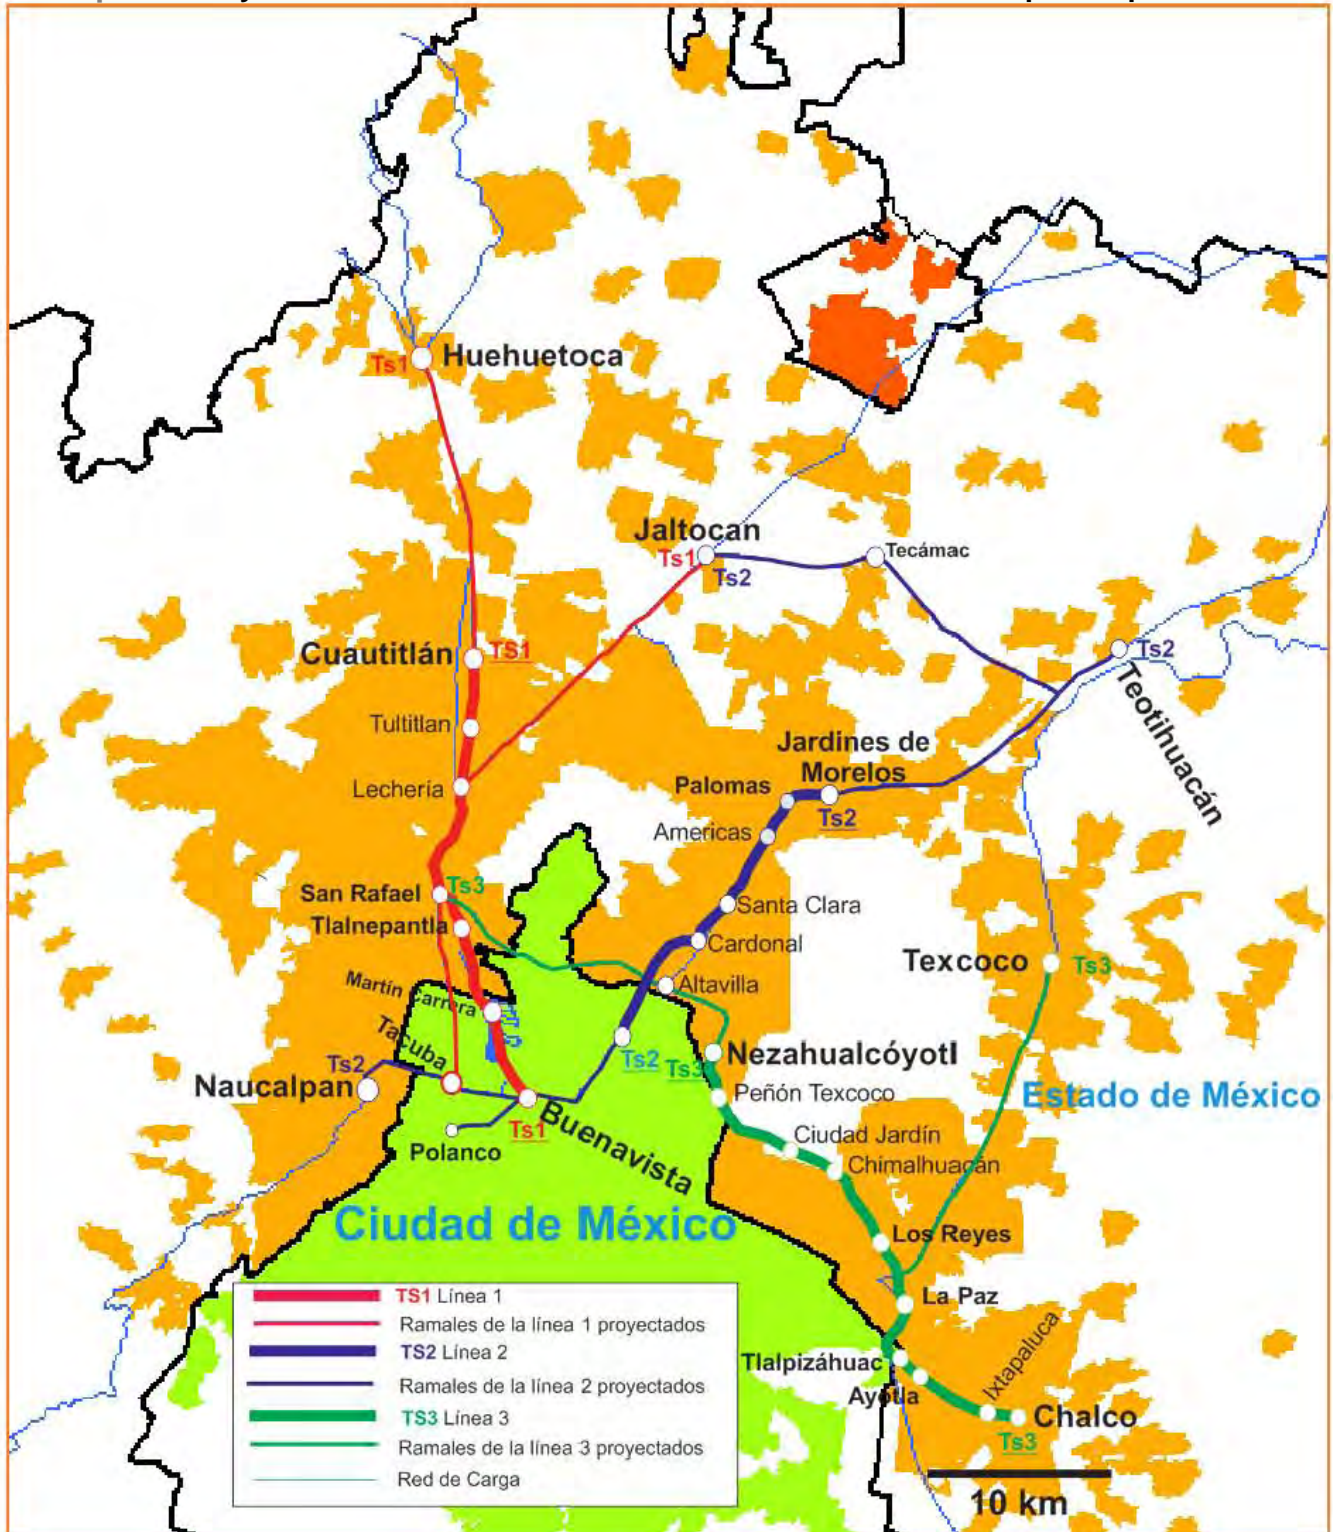 Huehuetoca
Ts1
Jaltocan
Ts1
Ts2
Tecámac
Cuautitlán
TS1
Ts2
Teotihuacán
Tultitlan
Jardines de
Morelos
Lechería
Palomas
Ts2
Americas
San Rafael
Ts3
Santa Clara
Tlalnepantla
Cardonal
Texcoco
Ts3
Altavilla
Martín Carrera
Tacuba
Ts2
Ts2
Ts3
Nezahualcóyotl
Naucalpan
Peñón Texcoco
Estado de México
Ts1
Buenavista
Polanco
Ciudad Jardín
Chimalhuacán
Ciudad de México
Los Reyes
La Paz
TS1 Línea 1
Ramales de la línea 1 proyectados
TS2 Línea 2
Ramales de la línea 2 proyectados
TS3 Línea 3
Ramales de la línea 3 proyectados
Red de Carga
Tlalpizáhuac
Ayotla
Ixtapaluca
Chalco
Ts3
10 km